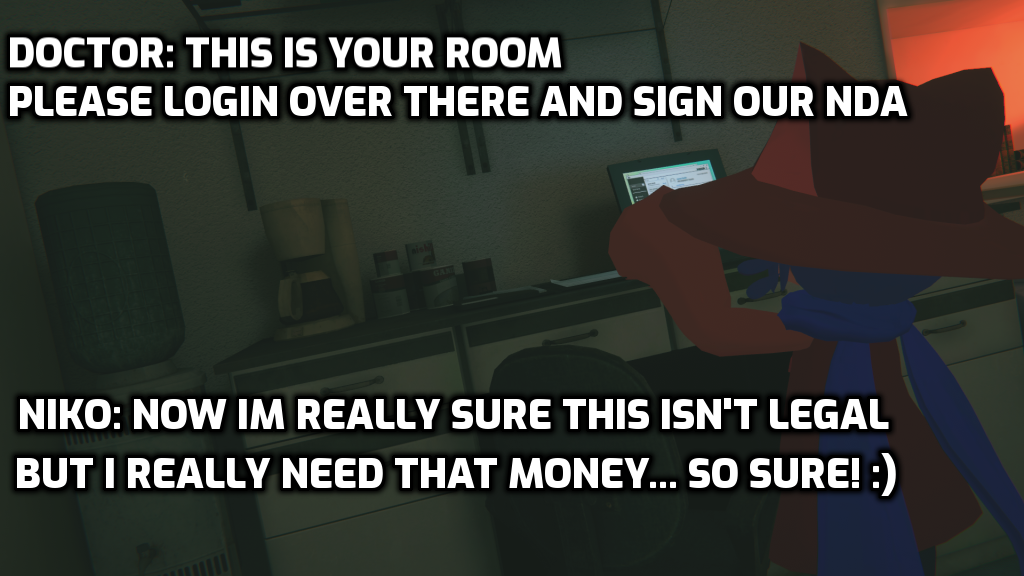 DOCTOR: THIS IS YOUR ROOM
PLEASE LOGIN OVER THERE AND SIGN OUR NDA
NIKO: NOW IM REALLY SURE THIS ISN'T LEGAL
BUT I REALLY NEED THAT MONEY... SO SURE! :)